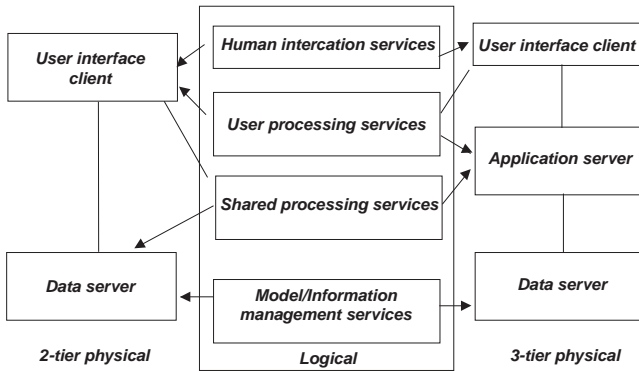 Human intercation services
User interface client
User interface
client
User processing services
Application server
Shared processing services
Data server
Model/Information
management services
Data server
2-tier physical
Logical
3-tier physical